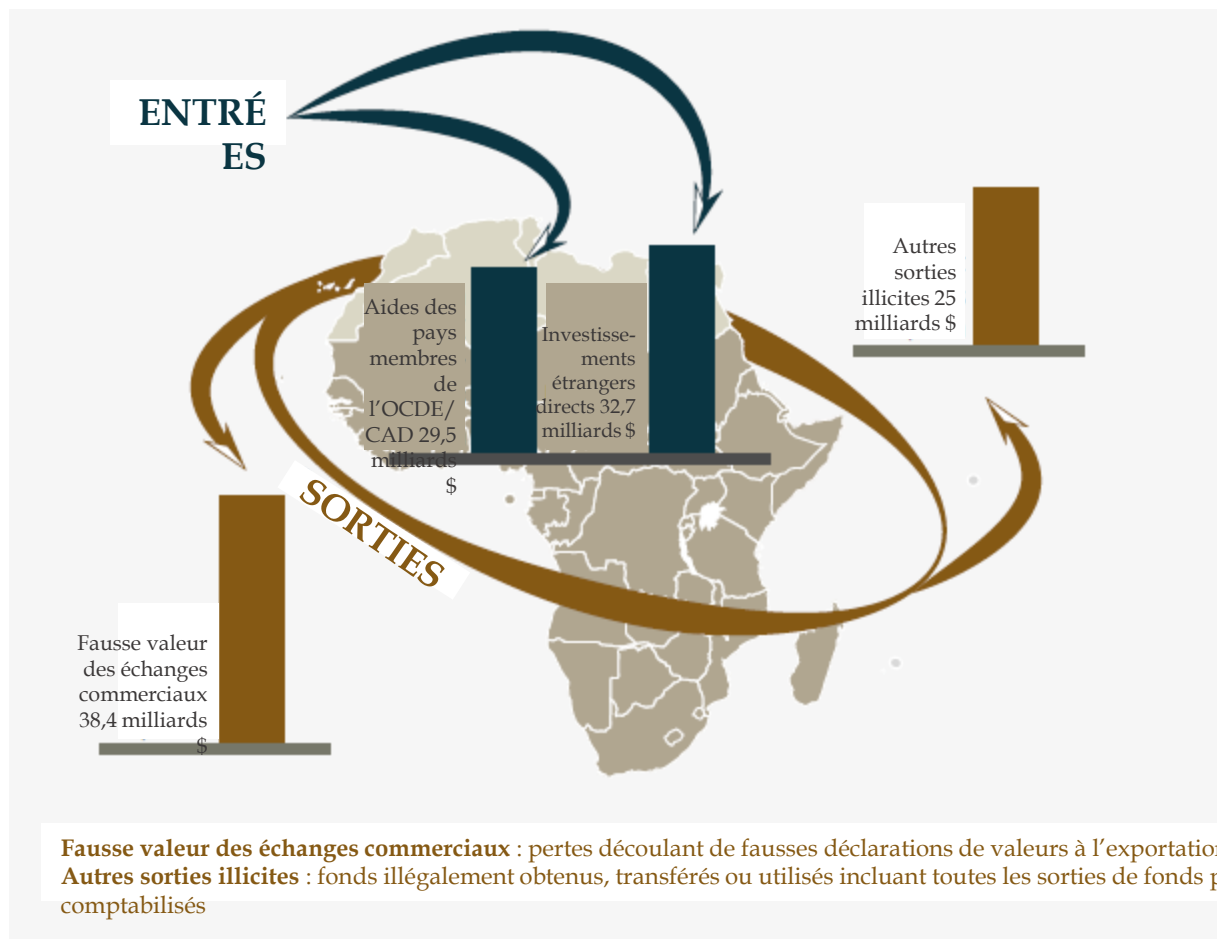 ENTRÉ
ES
Autres
sorties
illicites 25
milliards $
Aides des
pays
membres
de
l’OCDE/
CAD 29,5
milliards
$
Investisse-
ments
étrangers
directs 32,7
milliards $
SORTIES
Fausse valeur
des échanges
commerciaux
38,4 milliards
$
Fausse valeur des échanges commerciaux : pertes découlant de fausses déclarations de valeurs à l’exportation
Autres sorties illicites : fonds illégalement obtenus, transférés ou utilisés incluant toutes les sorties de fonds
comptabilisés